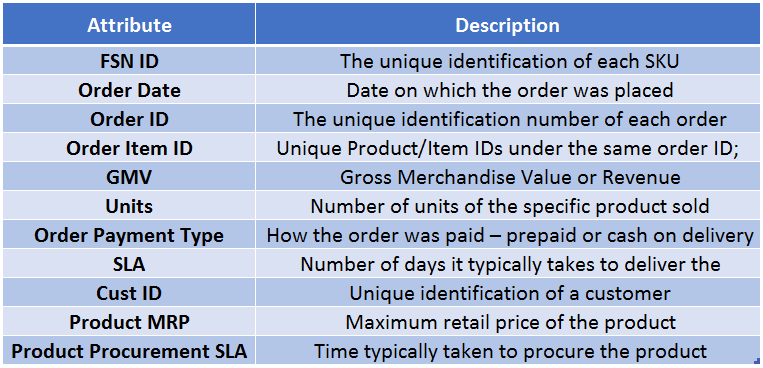 Attribute Description
FSN ID The unique identification of each SKU
Order Date Date on which the order was placed
Order ID The unique identification number of each order
Order Item ID Unique Product/Item IDs under the same order ID;
GMV Gross Merchandise Value or Revenue
Units Number of units of the specific product sold
Order Payment Type How the order was paid – prepaid or cash on delivery
SLA Number of days it typically takes to deliver the
Cust ID Unique identification of a customer
Product MRP Maximum retail price of the product
Product Procurement SLA Time typically taken to procure the product